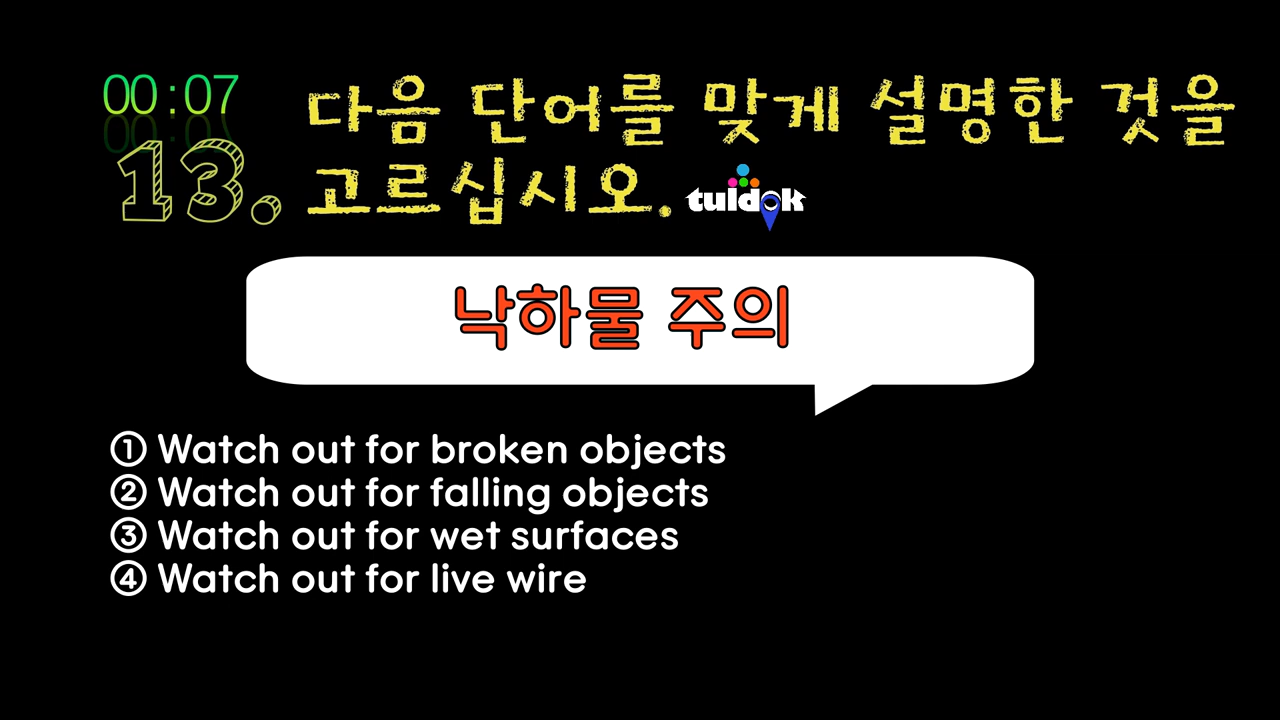 00:07
13. 다음 단어를 맞게 설명한 것을
고르십시오. tuldok
낙하물 주의
① Watch out for broken objects
② Watch out for falling objects
③ Watch out for wet surfaces
④ Watch out for live wire